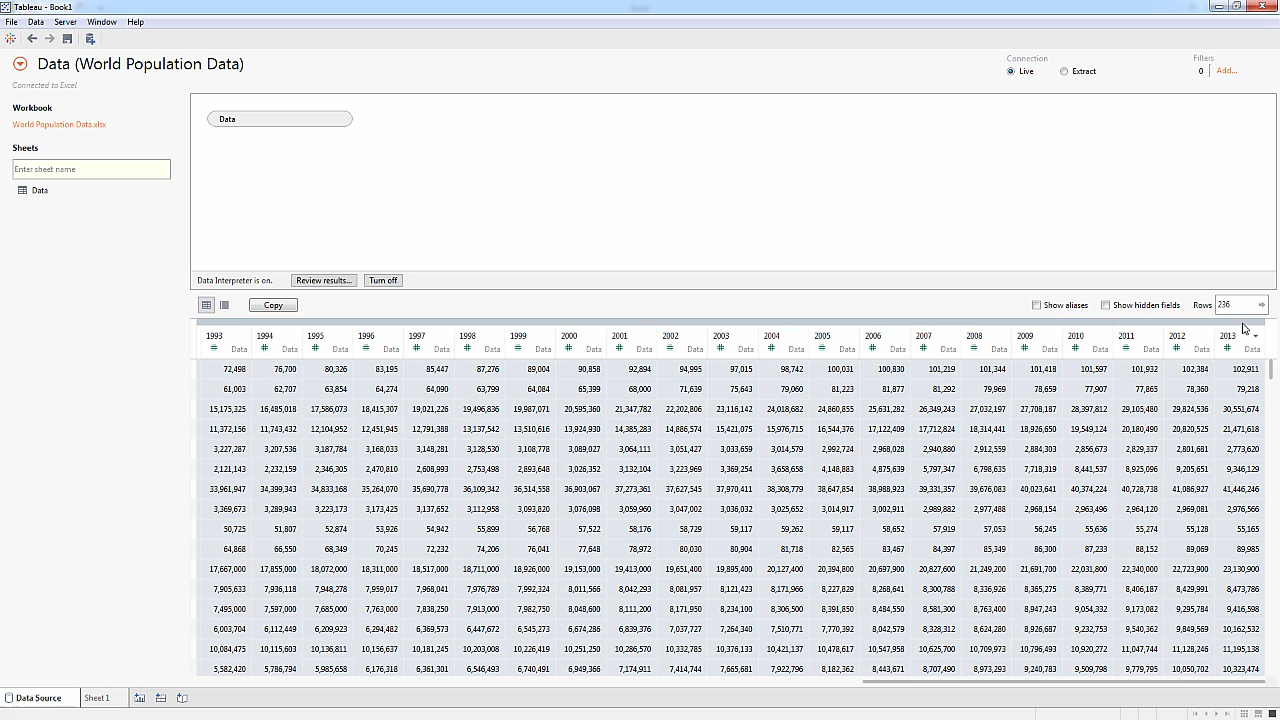 Tableau - Book1
File Data Server Window Help
Data (World Population Data)
Connection
Filters
Live Extract
0 Add...
Connected to Excel
Workbook
World Population Data.xlsx
Sheets
Enter sheet name
Data
Data
Data Interpreter is on. Review results... Turn off
Copy Show aliases Show hidden fields Rows 236
1993 1994 1995 1996 1997 1998 1999 2000 2001 2002 2003 2004 2005 2006 2007 2008 2009 2010 2011 2012 2013
Data Data Data Data Data Data Data Data Data Data Data Data Data Data Data Data Data Data Data Data Data
72,498 76,700 80,326 83,195 85,447 87,276 89,004 90,858 92,894 94,995 97,015 98,742 100,031 100,830 101,219 101,344 101,418 101,597 101,932 102,384 102,911
61,003 62,707 63,854 64,274 64,090 63,799 64,084 65,399 68,000 71,639 75,643 79,060 81,223 81,877 81,292 79,969 78,659 77,907 77,865 78,360 79,218
15,175,325 16,485,018 17,586,073 18,415,307 19,021,226 19,496,836 19,987,071 20,595,360 21,347,782 22,202,806 23,116,142 24,018,682 24,860,855 25,631,282 26,349,243 27,032,197 27,708,187 28,397,812 29,105,480 29,824,536 30,551,674
11,372,156 11,743,432 12,104,952 12,451,945 12,791,388 13,137,542 13,510,616 13,924,930 14,385,283 14,886,574 15,421,075 15,976,715 16,544,376 17,122,409 17,712,824 18,314,441 18,926,650 19,549,124 20,180,490 20,820,525 21,471,618
3,227,287 3,207,536 3,187,784 3,168,033 3,148,281 3,128,530 3,108,778 3,089,027 3,064,111 3,051,427 3,033,659 3,014,579 2,992,724 2,968,028 2,940,880 2,912,559 2,884,303 2,856,673 2,829,337 2,801,681 2,773,620
2,121,143 2,232,159 2,346,305 2,470,810 2,608,993 2,753,498 2,893,648 3,026,352 3,132,104 3,223,969 3,369,254 3,658,658 4,148,883 4,875,639 5,797,347 6,798,635 7,718,319 8,441,537 8,925,096 9,205,651 9,346,129
33,961,947 34,399,343 34,833,168 35,264,070 35,690,778 36,109,342 36,514,558 36,903,067 37,273,361 37,627,545 37,970,411 38,308,779 38,647,854 38,988,923 39,331,357 39,676,083 40,023,641 40,374,224 40,728,738 41,086,927 41,446,246
3,369,673 3,289,943 3,223,173 3,173,425 3,137,652 3,112,958 3,093,820 3,076,098 3,059,960 3,047,002 3,036,032 3,025,652 3,014,917 3,002,911 2,989,882 2,977,488 2,968,154 2,963,496 2,964,120 2,969,081 2,976,566
50,725 51,807 52,874 53,926 54,942 55,899 56,768 57,522 58,176 58,729 59,117 59,262 59,117 58,652 57,919 57,053 56,245 55,636 55,274 55,128 55,165
64,868 66,550 68,349 70,245 72,232 74,206 76,041 77,648 78,972 80,030 80,904 81,718 82,565 83,467 84,397 85,349 86,300 87,233 88,152 89,069 89,985
17,667,000 17,855,000 18,072,000 18,311,000 18,517,000 18,711,000 18,926,000 19,153,000 19,413,000 19,651,400 19,895,400 20,127,400 20,394,800 20,697,900 20,827,600 21,249,200 21,691,700 22,031,800 22,340,000 22,723,900 23,130,900
7,905,633 7,936,118 7,948,278 7,959,017 7,968,041 7,976,789 7,992,324 8,011,566 8,042,293 8,081,957 8,121,423 8,171,966 8,227,829 8,268,641 8,300,788 8,336,926 8,365,275 8,389,771 8,406,187 8,429,991 8,473,786
7,495,000 7,597,000 7,685,000 7,763,000 7,838,250 7,913,000 7,982,750 8,048,600 8,111,200 8,171,950 8,234,100 8,306,500 8,391,850 8,484,550 8,581,300 8,763,400 8,947,243 9,054,332 9,173,082 9,295,784 9,416,598
6,003,704 6,112,449 6,209,923 6,294,482 6,369,573 6,447,672 6,545,273 6,674,286 6,839,376 7,037,727 7,264,340 7,510,771 7,770,392 8,042,579 8,328,312 8,624,280 8,926,687 9,232,753 9,540,362 9,849,569 10,162,532
10,084,475 10,115,603 10,136,811 10,156,637 10,181,245 10,203,008 10,226,419 10,251,250 10,286,570 10,332,785 10,376,133 10,421,137 10,478,617 10,547,958 10,625,700 10,709,973 10,796,493 10,920,272 11,047,744 11,128,246 11,195,138
5,582,420 5,786,794 5,985,658 6,176,318 6,361,301 6,546,493 6,740,491 6,949,366 7,174,911 7,414,744 7,665,681 7,922,796 8,182,362 8,443,671 8,707,490 8,973,293 9,240,783 9,509,798 9,779,795 10,050,702 10,323,474
Data Source Sheet 1